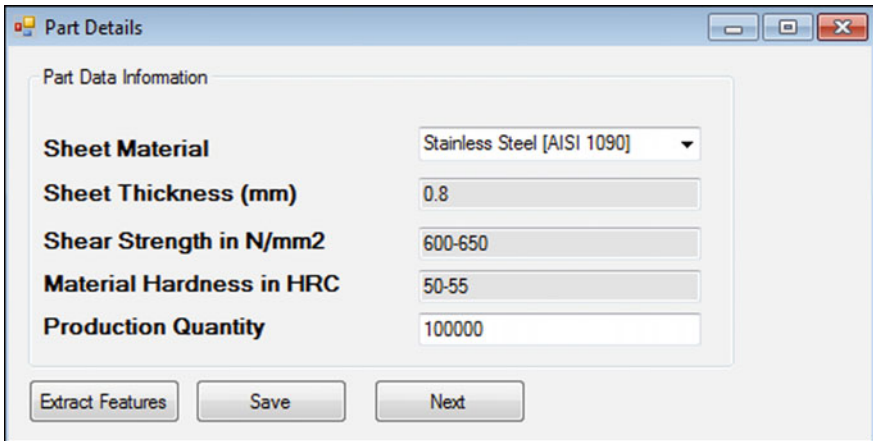 Part Details
Part Data Information
Sheet Material Stainless Steel [AISI 1090]
Sheet Thickness (mm) 0.8
Shear Strength in N/mm2 600-650
Material Hardness in HRC 50-55
Production Quantity 100000
Extract Features Save Next